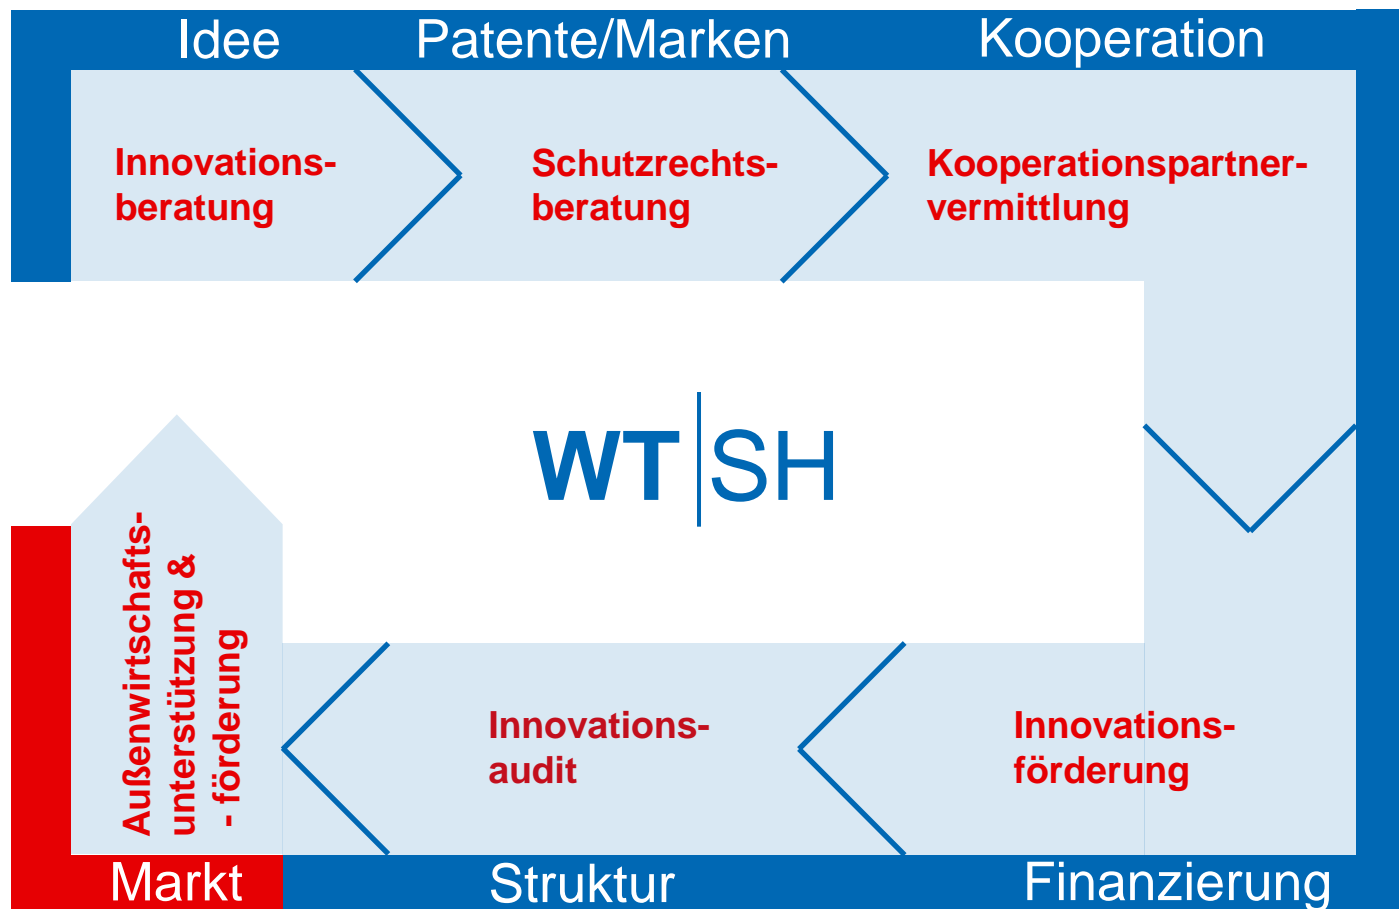 Idee
Patente/Marken
Kooperation
Innovations-
beratung
Schutzrechts-
beratung
Kooperationspartner-
vermittlung
WT|SH
Außenwirtschafts-
unterstützung &
- förderung
Innovations-
audit
Innovations-
förderung
Markt
Struktur
Finanzierung